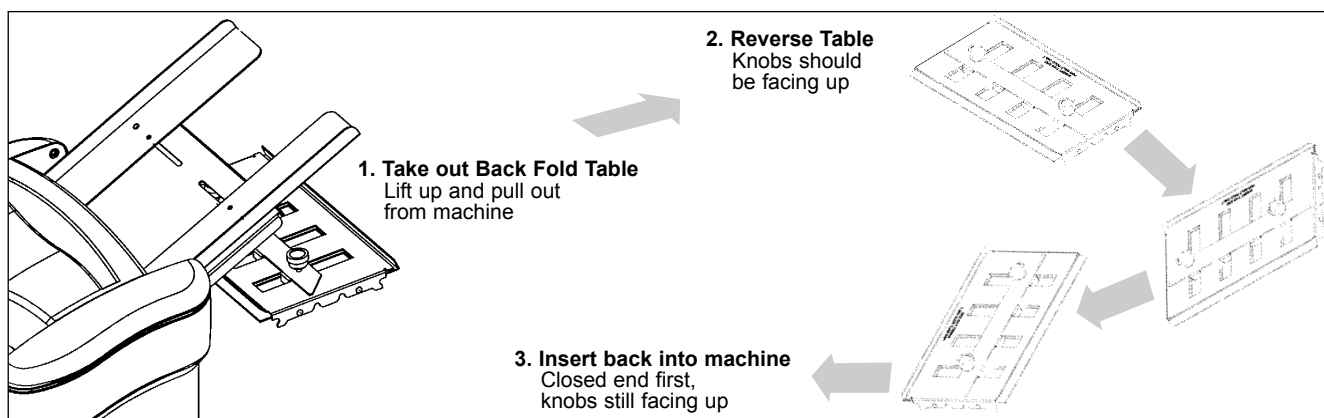 1. Take out Back Fold Table
Lift up and pull out
from machine
2. Reverse Table
Knobs should
be facing up
3. Insert back into machine
Closed end first,
knobs still facing up